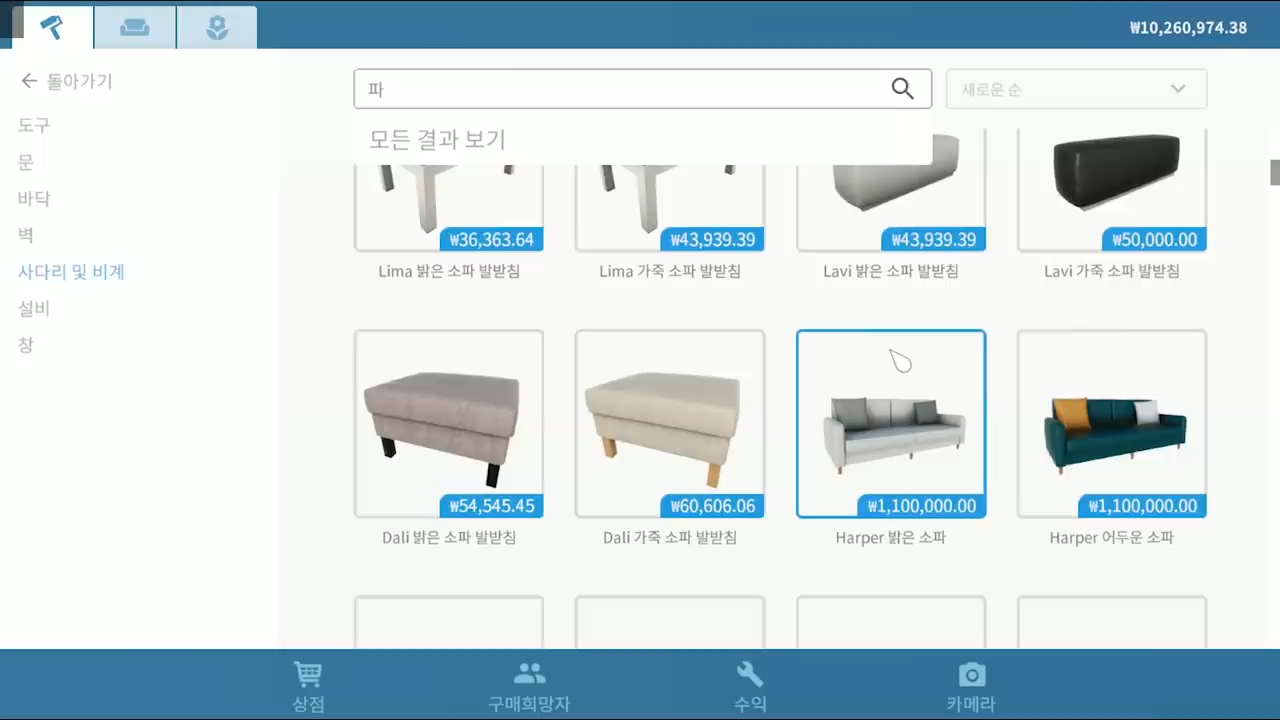 ₩10,260,974.38
돌아가기
도구
문
바닥
벽
사다리 및 비계
설비
창
파
새로운 순
모든 결과 보기
₩36,363.64
₩43,939.39
₩43,939.39
₩50,000.00
Lima 밝은 소파 발받침
Lima 가죽 소파 발받침
Lavi 밝은 소파 발받침
Lavi 가죽 소파 발받침
₩54,545.45
₩60,606.06
₩1,100,000.00
₩1,100,000.00
Dali 밝은 소파 발받침
Dali 가죽 소파 발받침
Harper 밝은 소파
Harper 어두운 소파
상점
구매희망자
수익
카메라